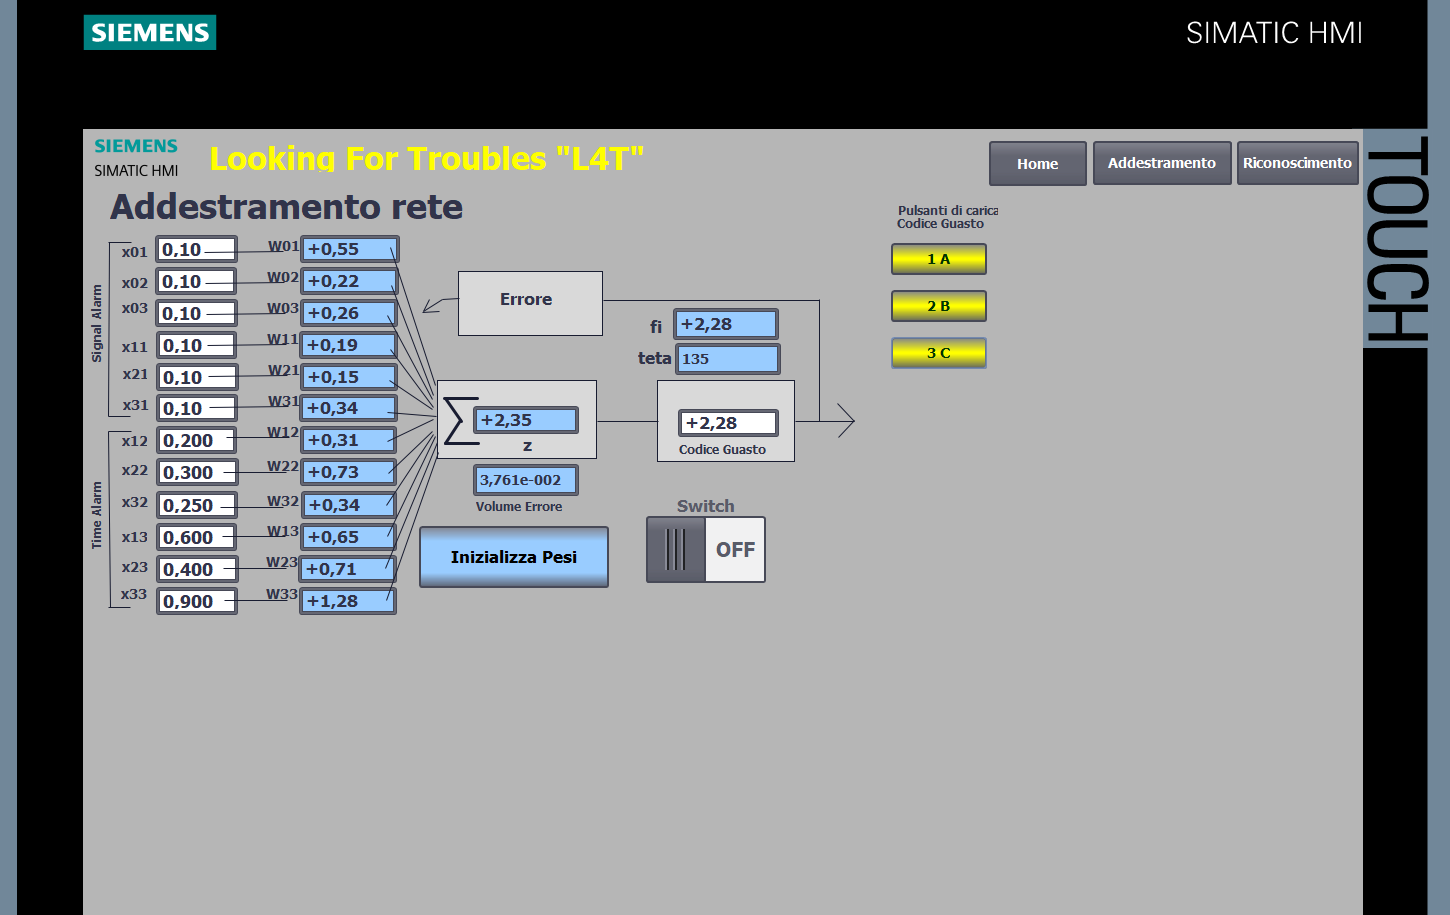 SIEMENS
SIMATIC HMI
TOUCH
SIEMENS
SIMATIC HMI
Looking For Troubles "L4T"
Home
Addestramento
Riconoscimento
Addestramento rete
Pulsanti di carica
Codice Guasto
1 A
2 B
3 C
Signal Alarm
x01 0,10 W01 +0,55
x02 0,10 W02 +0,22
x03 0,10 W03 +0,26
x11 0,10 W11 +0,19
x21 0,10 W21 +0,15
x31 0,10 W31 +0,34
Time Alarm
x12 0,200 W12 +0,31
x22 0,300 W22 +0,73
x32 0,250 W32 +0,34
x13 0,600 W13 +0,65
x23 0,400 W23 +0,71
x33 0,900 W33 +1,28
Errore
fi +2,28
teta 135
∑ +2,35
z
+2,28
Codice Guasto
3,761e-002
Volume Errore
Inizializza Pesi
Switch
OFF